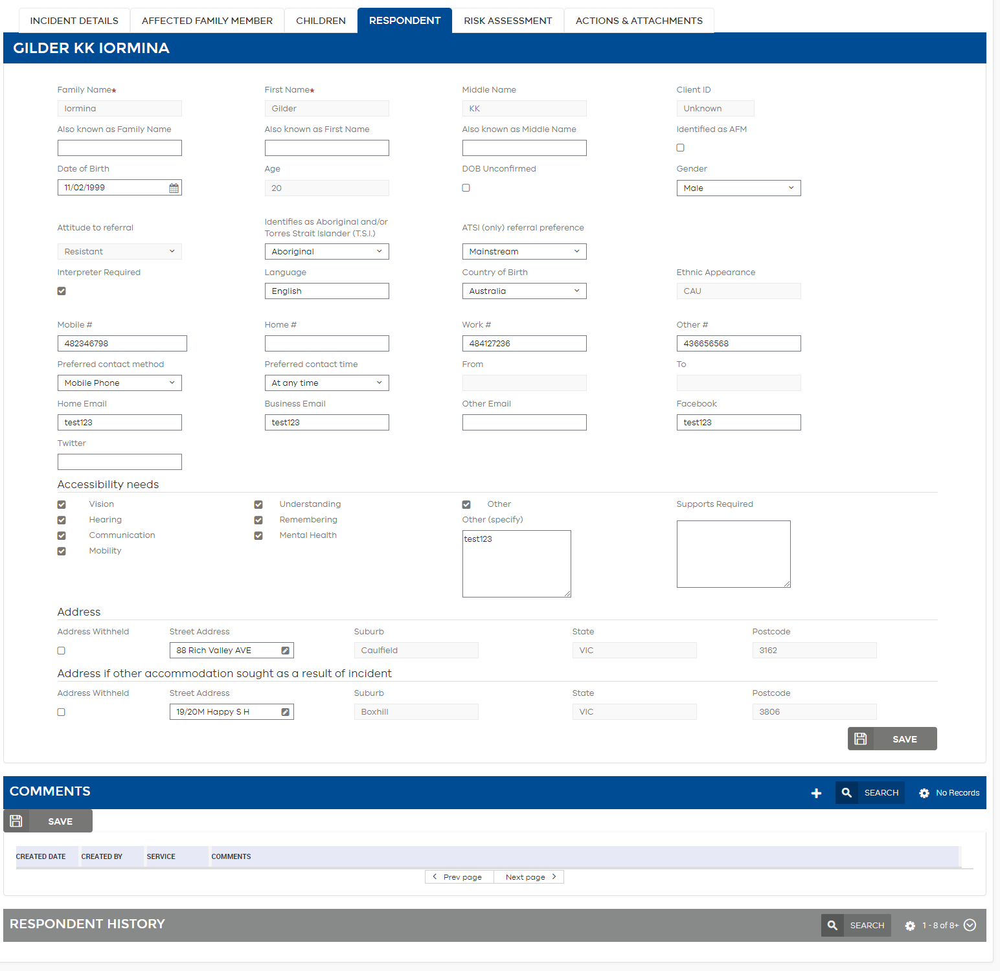 INCIDENT DETAILS AFFECTED FAMILY MEMBER CHILDREN RESPONDENT RISK ASSESSMENT ACTIONS & ATTACHMENTS
GILDER KK IORMINA
Family Name★ First Name★ Middle Name Client ID
Iormina Gilder KK Unknown
Also known as Family Name Also known as First Name Also known as Middle Name Identified as AFM
Date of Birth Age DOB Unconfirmed Gender
11/02/1999 20 Male
Attitude to referral Identifies as Aboriginal and/or
Torres Strait Islander (T.S.I.) ATSI (only) referral preference
Resistant Aboriginal Mainstream
Interpreter Required Language Country of Birth Ethnic Appearance
English Australia CAU
Mobile # Home # Work # Other #
482346798 484127236 436656568
Preferred contact method Preferred contact time From To
Mobile Phone At any time
Home Email Business Email Other Email Facebook
test123 test123 test123
Twitter
Accessibility needs
Vision Understanding Other Supports Required
Hearing Remembering Other (specify)
Communication Mental Health test123
Mobility
Address
Address Withheld Street Address Suburb State Postcode
88 Rich Valley AVE Caulfield VIC 3162
Address if other accommodation sought as a result of incident
Address Withheld Street Address Suburb State Postcode
19/20M Happy S H Boxhill VIC 3806
SAVE
COMMENTS SEARCH No Records
SAVE
CREATED DATE CREATED BY SERVICE COMMENTS
Prev page Next page
RESPONDENT HISTORY SEARCH 1 - 8 of 8+